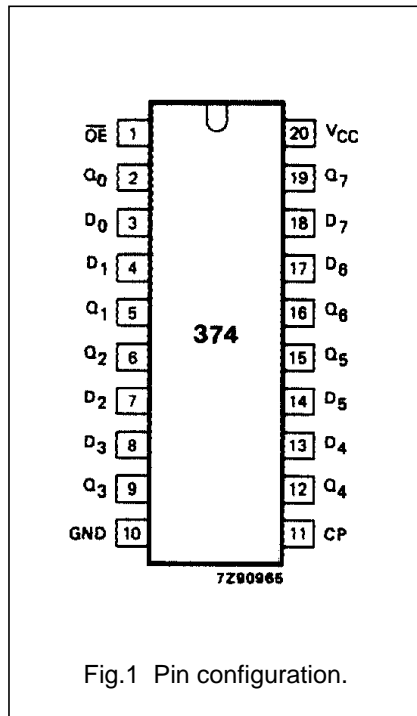 O̅E̅ 1 20 VCC
Q0 2 19 Q7
D0 3 18 D7
D1 4 17 D6
Q1 5 16 Q6
374
Q2 6 15 Q5
D2 7 14 D5
D3 8 13 D4
Q3 9 12 Q4
GND 10 11 CP
7Z90965
Fig.1 Pin configuration.